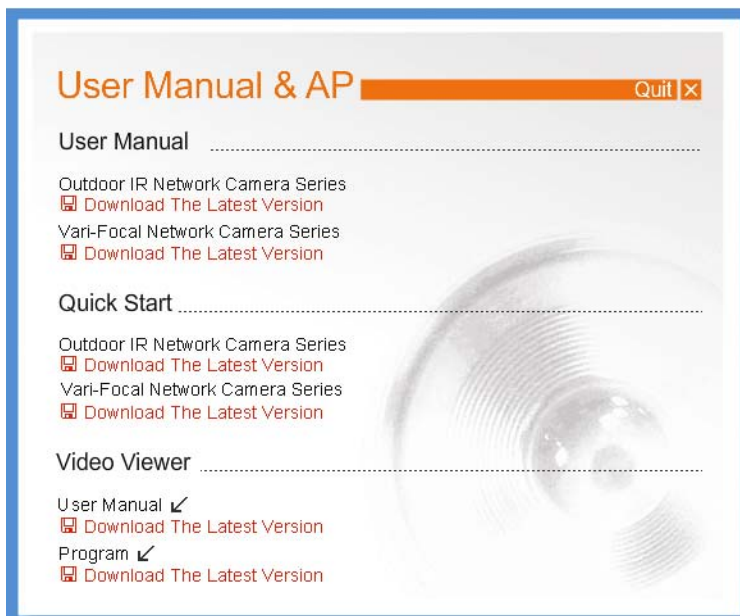 User Manual & AP
Quit
User Manual
Outdoor IR Network Camera Series
Download The Latest Version
Vari-Focal Network Camera Series
Download The Latest Version
Quick Start
Outdoor IR Network Camera Series
Download The Latest Version
Vari-Focal Network Camera Series
Download The Latest Version
Video Viewer
User Manual
Download The Latest Version
Program
Download The Latest Version